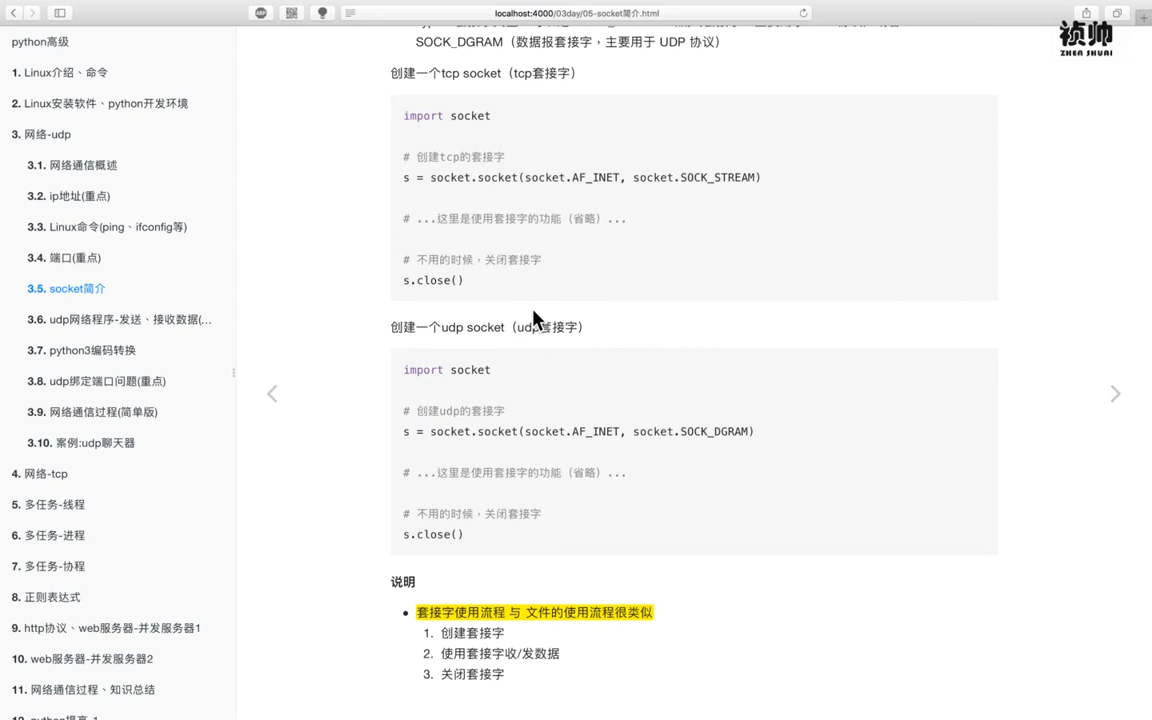 localhost:4000/03day/05-socket简介.html
python高级
1. Linux介绍、命令
2. Linux安装软件、python开发环境
3. 网络-udp
3.1. 网络通信概述
3.2. ip地址(重点)
3.3. Linux命令(ping、ifconfig等)
3.4. 端口(重点)
3.5. socket简介
3.6. udp网络程序-发送、接收数据(...
3.7. python3编码转换
3.8. udp绑定端口问题(重点)
3.9. 网络通信过程(简单版)
3.10. 案例:udp聊天器
4. 网络-tcp
5. 多任务-线程
6. 多任务-进程
7. 多任务-协程
8. 正则表达式
9. http协议、web服务器-并发服务器1
10. web服务器-并发服务器2
11. 网络通信过程、知识总结
12. python提高-1
SOCK_DGRAM（数据报套接字，主要用于 UDP 协议）
创建一个tcp socket（tcp套接字）
import socket
# 创建tcp的套接字
s = socket.socket(socket.AF_INET, socket.SOCK_STREAM)
# ...这里是使用套接字的功能（省略）...
# 不用的时候，关闭套接字
s.close()
创建一个udp socket（udp套接字）
import socket
# 创建udp的套接字
s = socket.socket(socket.AF_INET, socket.SOCK_DGRAM)
# ...这里是使用套接字的功能（省略）...
# 不用的时候，关闭套接字
s.close()
说明
套接字使用流程 与 文件的使用流程很类似
1. 创建套接字
2. 使用套接字收/发数据
3. 关闭套接字
祯帅
ZHEN SHUAI
ABP